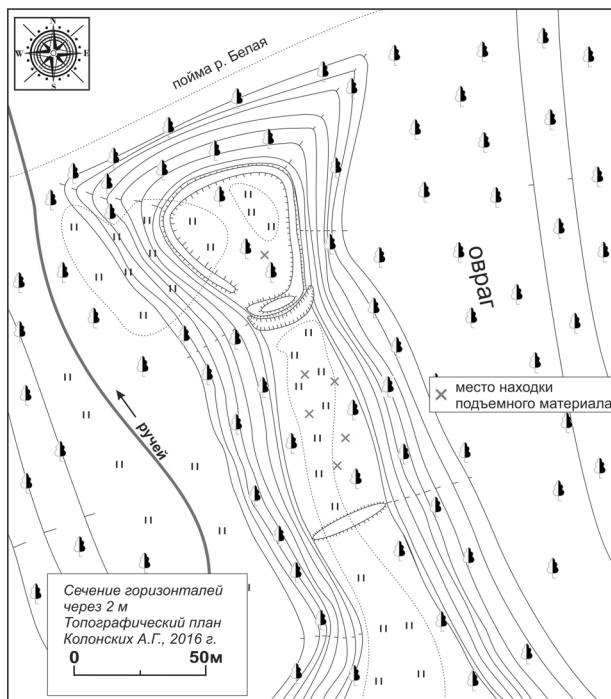 N
W E
S
пойма р. Белая
овраг
место находки
подъемного материала
ручей
Сечение горизонталей
через 2 м
Топографический план
Колонских А.Г., 2016 г.
0 50м